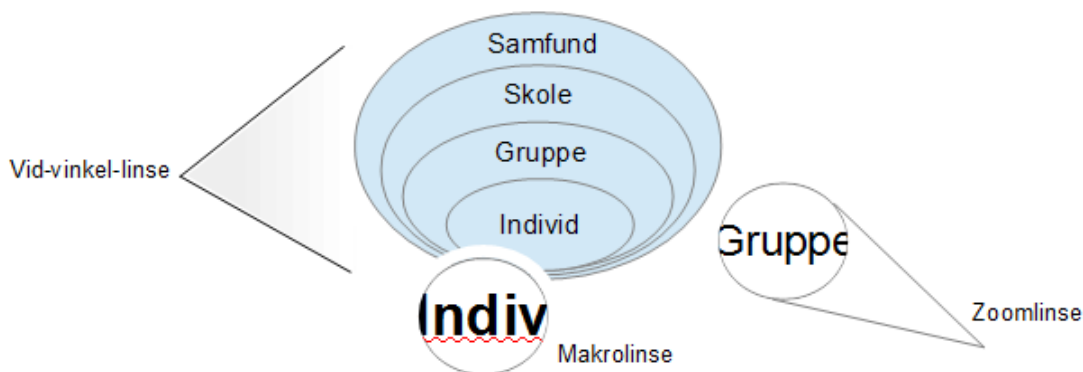 Samfund
Skole
Vid-vinkel-linse
Gruppe
Individ
Gruppe
Indiv
Zoomlinse
Makrolinse